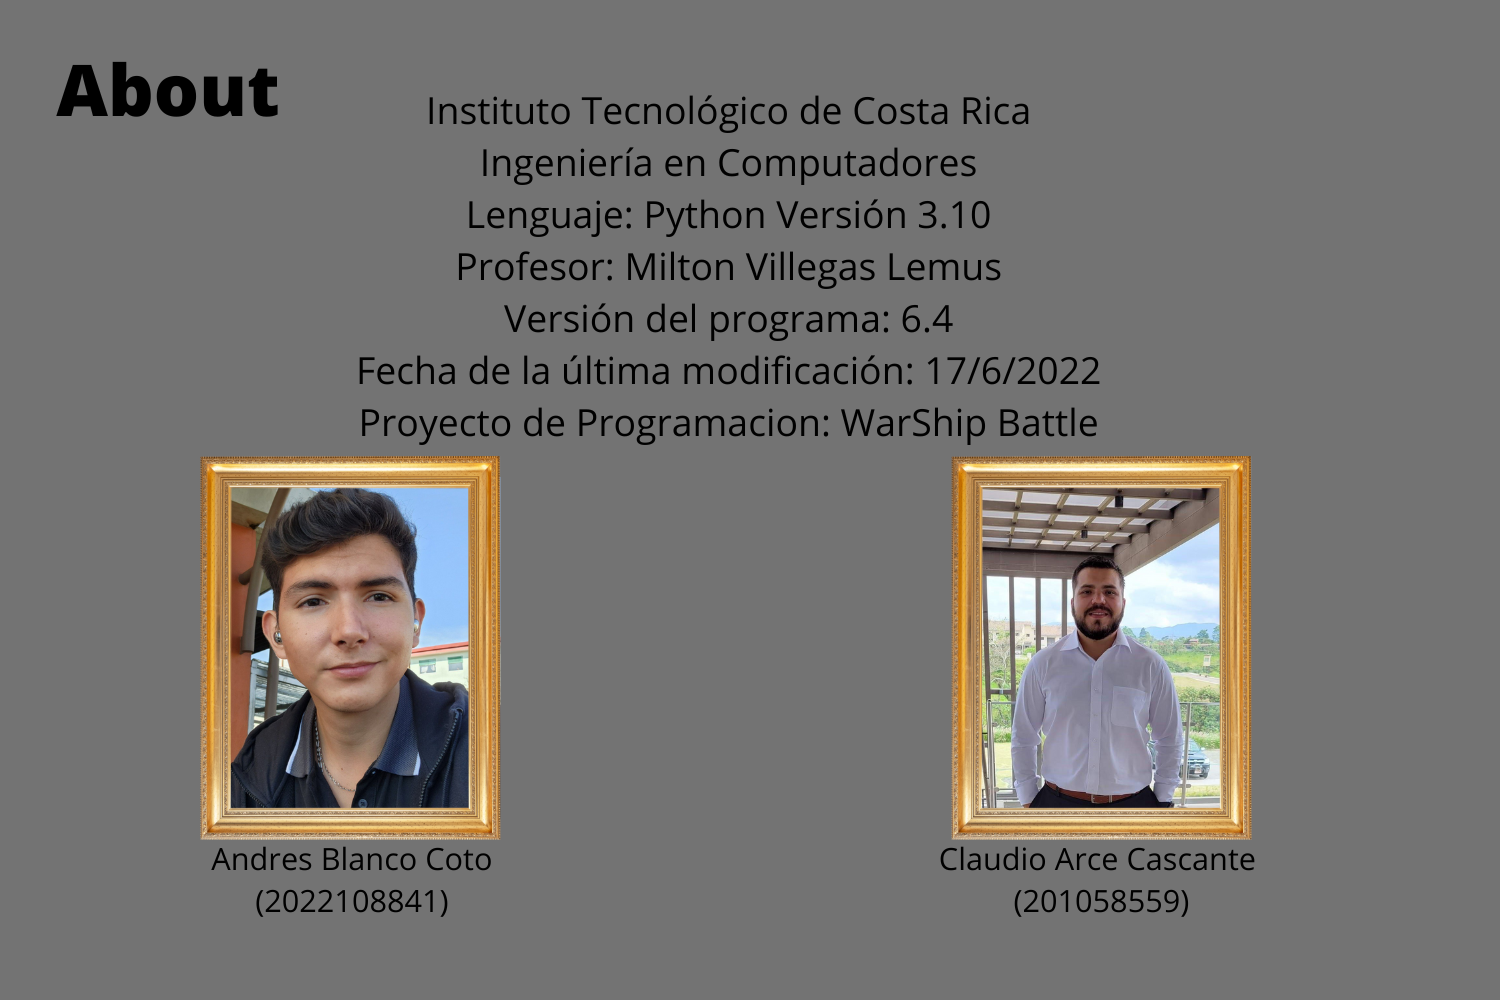 About
Instituto Tecnológico de Costa Rica
Ingeniería en Computadores
Lenguaje: Python Versión 3.10
Profesor: Milton Villegas Lemus
Versión del programa: 6.4
Fecha de la última modificación: 17/6/2022
Proyecto de Programacion: WarShip Battle
Andres Blanco Coto
(2022108841)
Claudio Arce Cascante
(201058559)